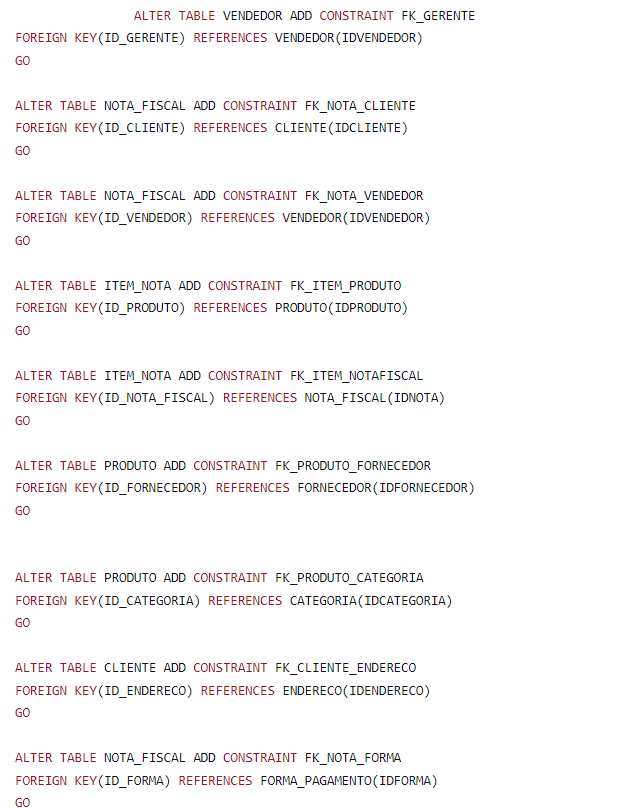 ALTER TABLE VENDEDOR ADD CONSTRAINT FK_GERENTE
FOREIGN KEY(ID_GERENTE) REFERENCES VENDEDOR(IDVENDEDOR)
GO
ALTER TABLE NOTA_FISCAL ADD CONSTRAINT FK_NOTA_CLIENTE
FOREIGN KEY(ID_CLIENTE) REFERENCES CLIENTE(IDCLIENTE)
GO
ALTER TABLE NOTA_FISCAL ADD CONSTRAINT FK_NOTA_VENDEDOR
FOREIGN KEY(ID_VENDEDOR) REFERENCES VENDEDOR(IDVENDEDOR)
GO
ALTER TABLE ITEM_NOTA ADD CONSTRAINT FK_ITEM_PRODUTO
FOREIGN KEY(ID_PRODUTO) REFERENCES PRODUTO(IDPRODUTO)
GO
ALTER TABLE ITEM_NOTA ADD CONSTRAINT FK_ITEM_NOTAFISCAL
FOREIGN KEY(ID_NOTA_FISCAL) REFERENCES NOTA_FISCAL(IDNOTA)
GO
ALTER TABLE PRODUTO ADD CONSTRAINT FK_PRODUTO_FORNECEDOR
FOREIGN KEY(ID_FORNECEDOR) REFERENCES FORNECEDOR(IDFORNECEDOR)
GO
ALTER TABLE PRODUTO ADD CONSTRAINT FK_PRODUTO_CATEGORIA
FOREIGN KEY(ID_CATEGORIA) REFERENCES CATEGORIA(IDCATEGORIA)
GO
ALTER TABLE CLIENTE ADD CONSTRAINT FK_CLIENTE_ENDERECO
FOREIGN KEY(ID_ENDERECO) REFERENCES ENDERECO(IDENDERECO)
GO
ALTER TABLE NOTA_FISCAL ADD CONSTRAINT FK_NOTA_FORMA
FOREIGN KEY(ID_FORMA) REFERENCES FORMA_PAGAMENTO(IDFORMA)
GO